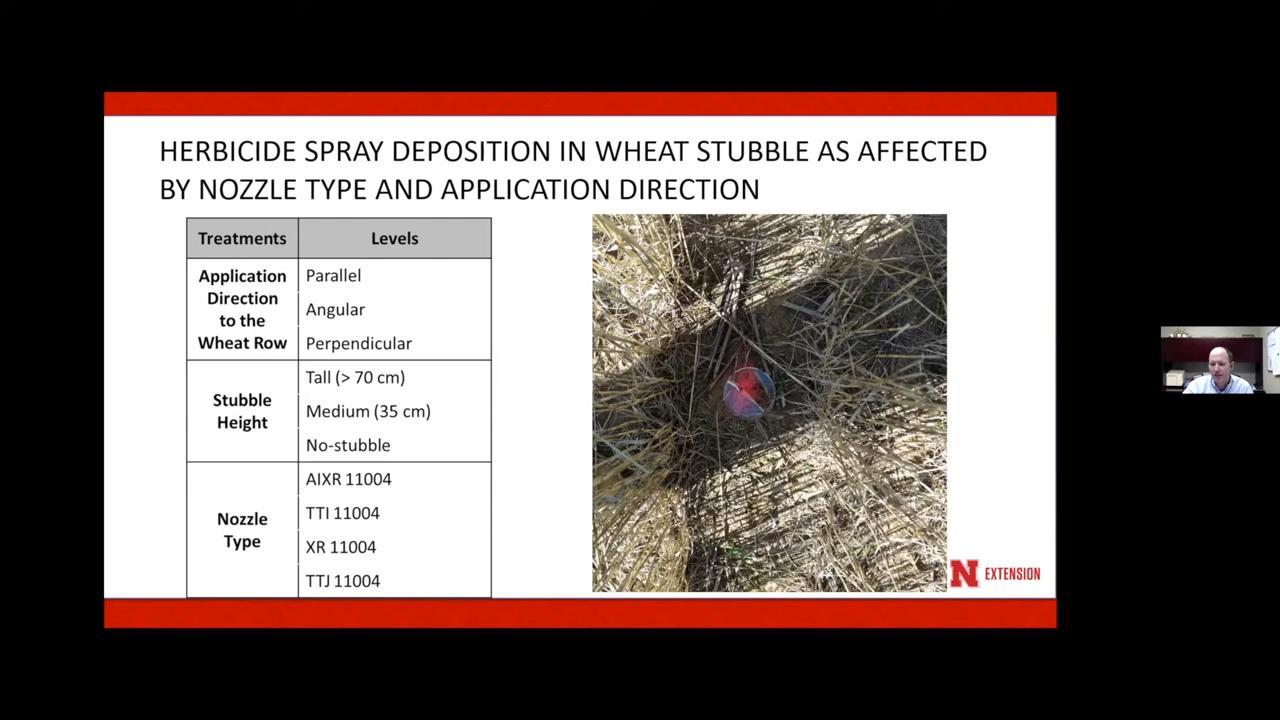 HERBICIDE SPRAY DEPOSITION IN WHEAT STUBBLE AS AFFECTED
BY NOZZLE TYPE AND APPLICATION DIRECTION
Treatments
Levels
Application
Direction
to the
Wheat Row
Parallel
Angular
Perpendicular
Stubble
Height
Tall (> 70 cm)
Medium (35 cm)
No-stubble
Nozzle
Type
AIXR 11004
TTI 11004
XR 11004
TTJ 11004
N EXTENSION